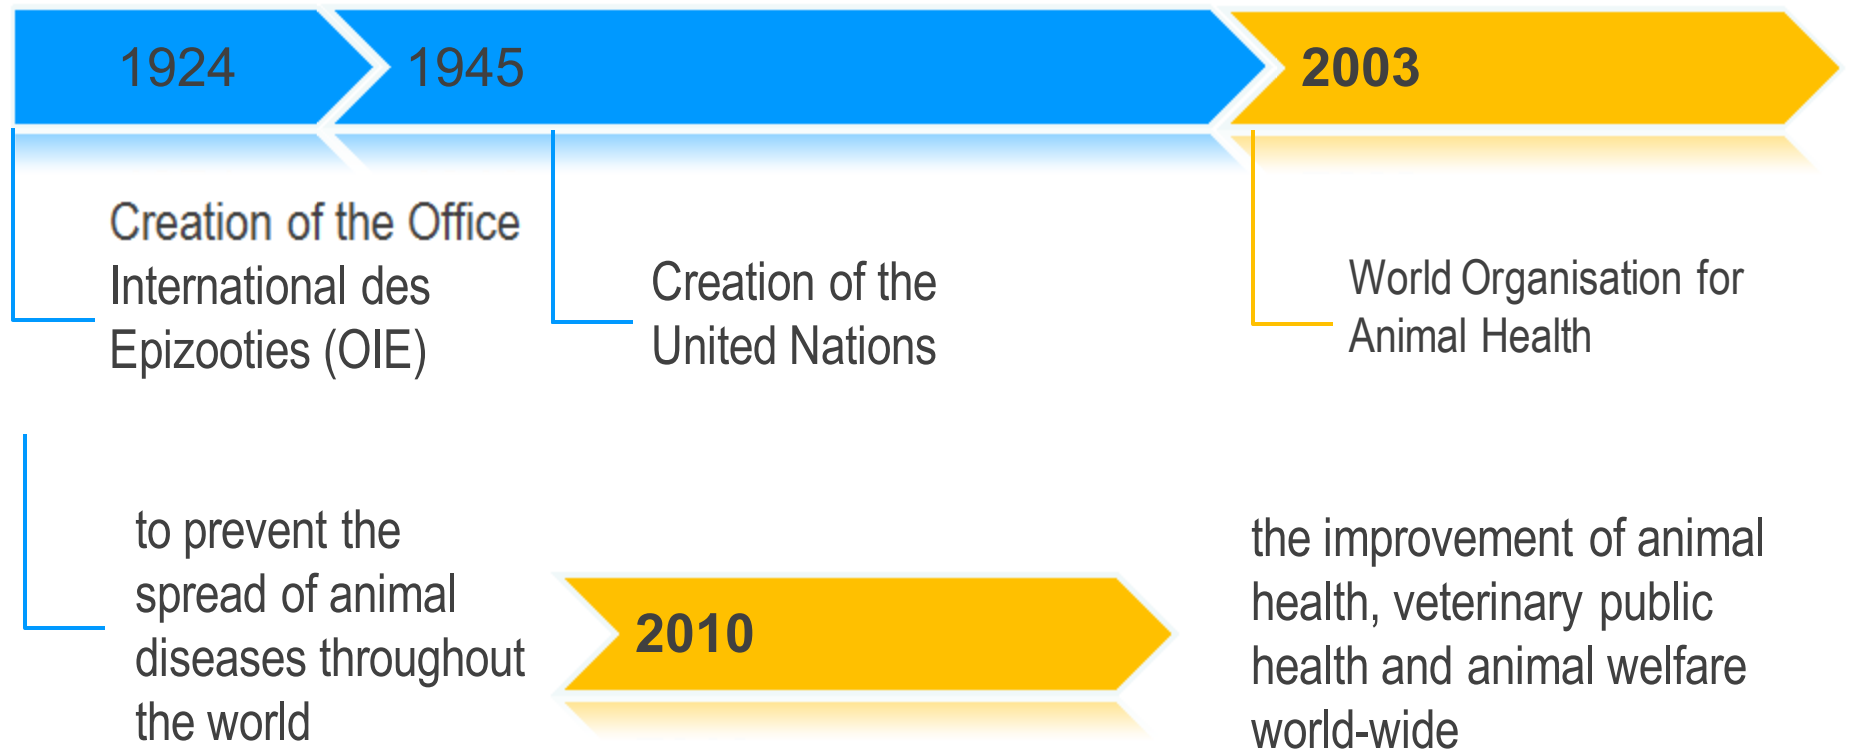 1924
1945
2003
Creation of the Office
International des
Epizooties (OIE)
Creation of the
United Nations
World Organisation for
Animal Health
to prevent the
spread of animal
diseases throughout
the world
2010
the improvement of animal
health, veterinary public
health and animal welfare
world-wide